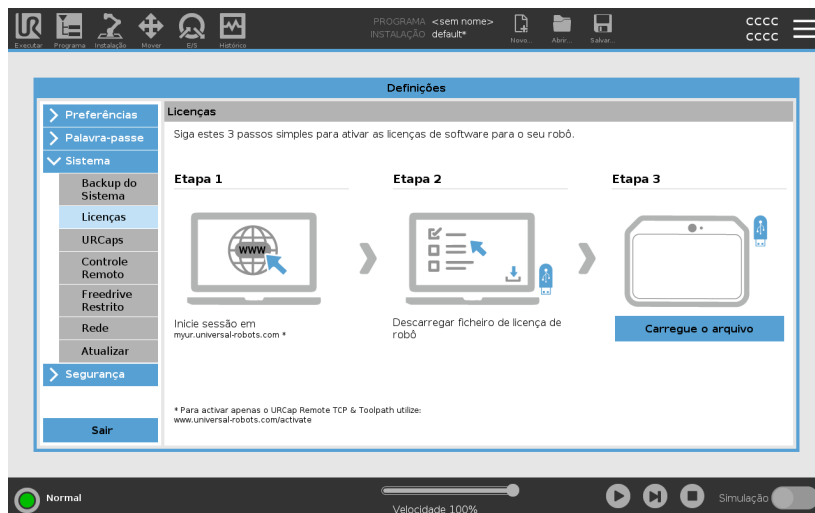 PROGRAMA <sem nome>
INSTALAÇÃO default*
UR
Executar
Programa
Instalação
Mover
E/S
Histórico
Novo...
Abrir...
Salvar...
CCCC
CCCC
Definições
Preferências
Palavra-passe
Sistema
Backup do
Sistema
Licenças
URCaps
Controle
Remoto
Freedrive
Restrito
Rede
Atualizar
Segurança
Sair
Licenças
Siga estes 3 passos simples para ativar as licenças de software para o seu robô.
Etapa 1
WWW
Inicie sessão em
myur.universal-robots.com *
Etapa 2
Descarregar ficheiro de licença de
robô
Etapa 3
Carregue o arquivo
* Para activar apenas o URCap Remote TCP & Toolpath utilize:
www.universal-robots.com/activate
Normal
Velocidade 100%
Simulação